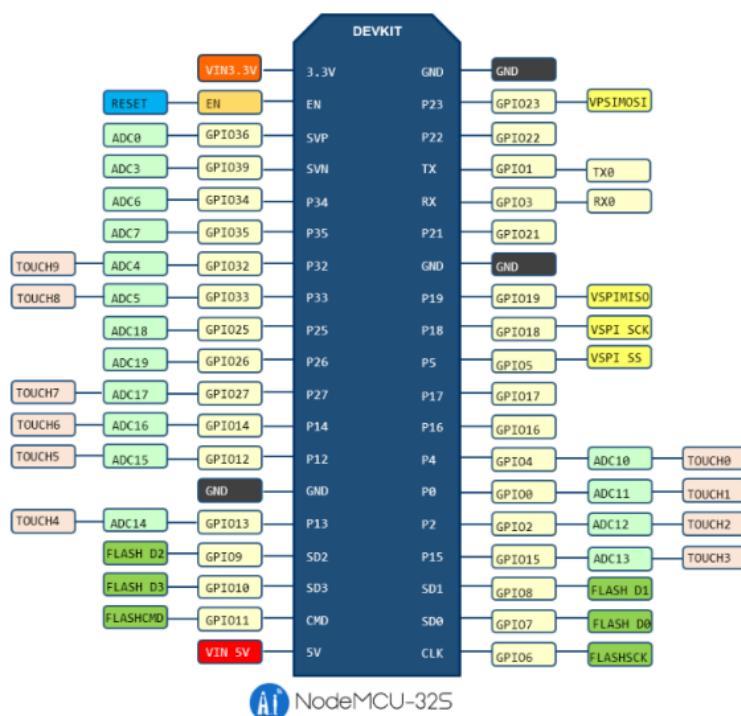 DEVKIT
VIN3.3V 3.3V GND GND
RESET EN EN P23 GPIO23 VPSIMOSI
ADC0 GPIO36 SVP P22 GPIO22
ADC3 GPIO39 SVN TX GPIO1 TX0
ADC6 GPIO34 P34 RX GPIO3 RX0
ADC7 GPIO35 P35 P21 GPIO21
TOUCH9 ADC4 GPIO32 P32 GND GND
TOUCH8 ADC5 GPIO33 P33 P19 GPIO19 VSPIMISO
ADC18 GPIO25 P25 P18 GPIO18 VSPI SCK
ADC19 GPIO26 P26 P5 GPIO5 VSPI SS
TOUCH7 ADC17 GPIO27 P27 P17 GPIO17
TOUCH6 ADC16 GPIO14 P14 P16 GPIO16
TOUCH5 ADC15 GPIO12 P12 P4 GPIO4 ADC10 TOUCH0
GND GND P0 GPIO0 ADC11 TOUCH1
TOUCH4 ADC14 GPIO13 P13 P2 GPIO2 ADC12 TOUCH2
FLASH D2 GPIO9 SD2 P15 GPIO15 ADC13 TOUCH3
FLASH D3 GPIO10 SD3 SD1 GPIO8 FLASH D1
FLASHCMD GPIO11 CMD SD0 GPIO7 FLASH D0
VIN 5V 5V CLK GPIO6 FLASHSCK
Ai NodeMCU-32S